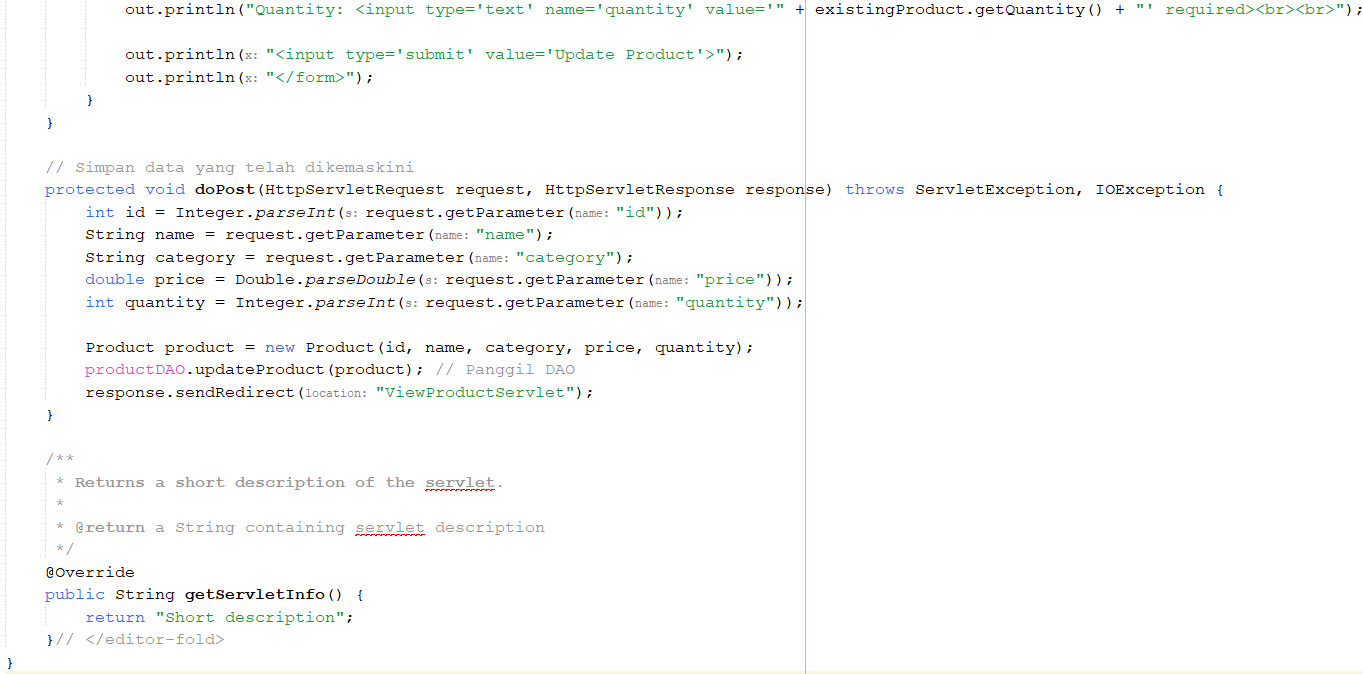 out.println("Quantity: <input type='text' name='quantity' value='" + existingProduct.getQuantity() + "' required><br><br>");
out.println(x: "<input type='submit' value='Update Product'>");
out.println(x: "</form>");
}
}
// Simpan data yang telah dikemaskini
protected void doPost(HttpServletRequest request, HttpServletResponse response) throws ServletException, IOException {
int id = Integer.parseInt(s: request.getParameter(name: "id"));
String name = request.getParameter(name: "name");
String category = request.getParameter(name: "category");
double price = Double.parseDouble(s: request.getParameter(name: "price"));
int quantity = Integer.parseInt(s: request.getParameter(name: "quantity"));
Product product = new Product(id, name, category, price, quantity);
productDAO.updateProduct(product); // Panggil DAO
response.sendRedirect(location: "ViewProductServlet");
}
/**
* Returns a short description of the servlet.
*
* @return a String containing servlet description
*/
@Override
public String getServletInfo() {
return "Short description";
}// </editor-fold>
}